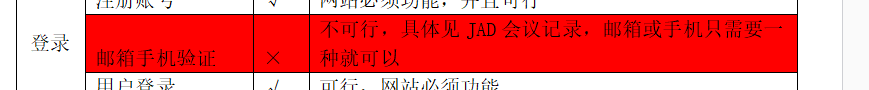 注册账号 √ 网站必须功能，并且可行
登录
邮箱手机验证 × 不可行，具体见 JAD 会议记录，邮箱或手机只需要一
种就可以
用户登录 √ 可行，网站必须功能